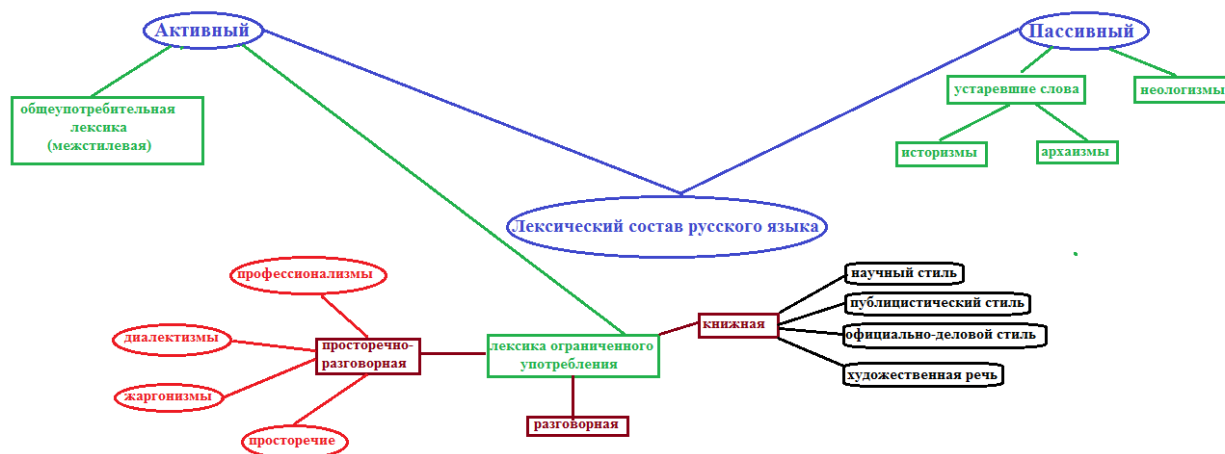 Активный
Пассивный
общеупотребительная
лексика
(межстилевая)
устаревшие слова
неологизмы
историзмы
архаизмы
Лексический состав русского языка
профессионализмы
диалектизмы
жаргонизмы
просторечие
просторечно-
разговорная
лексика ограниченного
употребления
разговорная
книжная
научный стиль
публицистический стиль
официально-деловой стиль
художественная речь